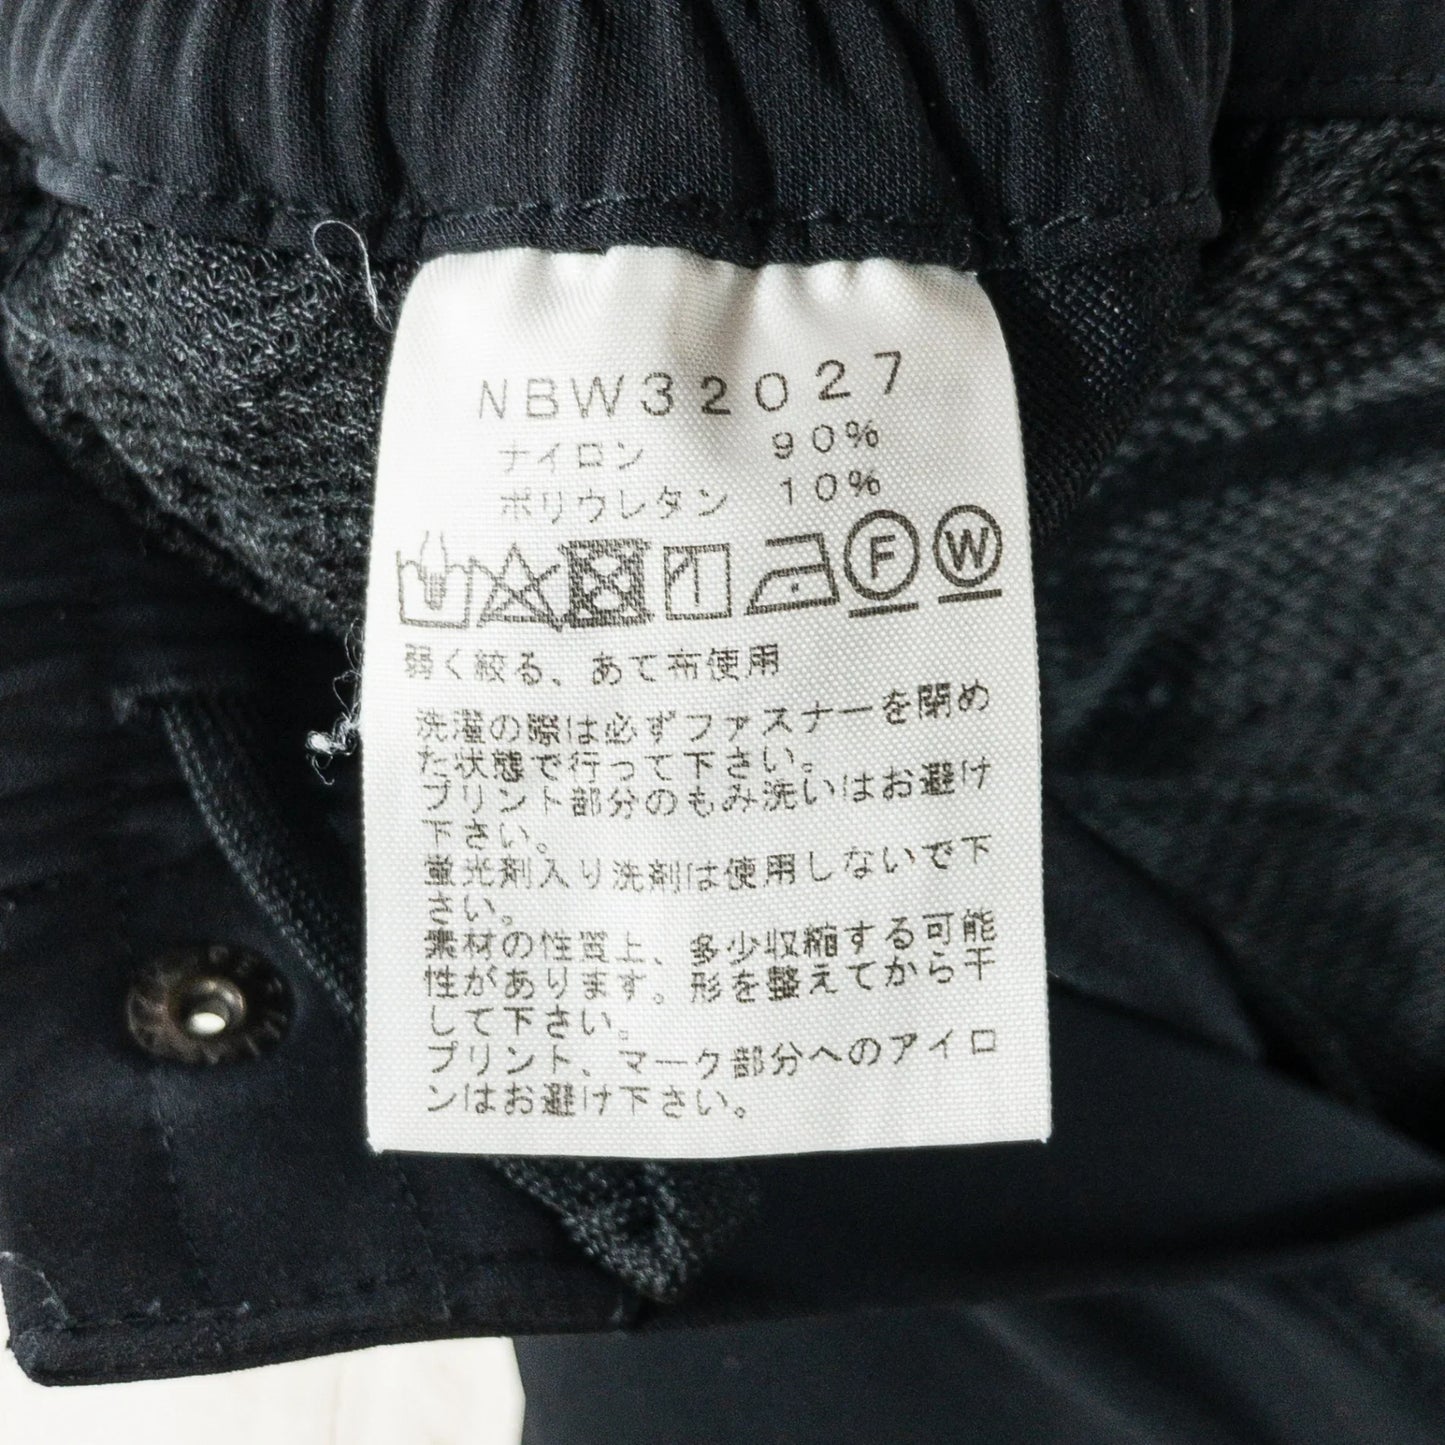 NBW32027
ナイロン 90%
ポリウレタン 10%
F W
弱く絞る、あて布使用
洗濯の際は必ずファスナーを閉め
た状態で行って下さい。
プリント部分のもみ洗いはお避け
下さい。
蛍光剤入り洗剤は使用しないで下
さい。
素材の性質上、多少収縮する可能
性があります。形を整えてから干
して下さい。
プリント、マーク部分へのアイロ
ンはお避け下さい。